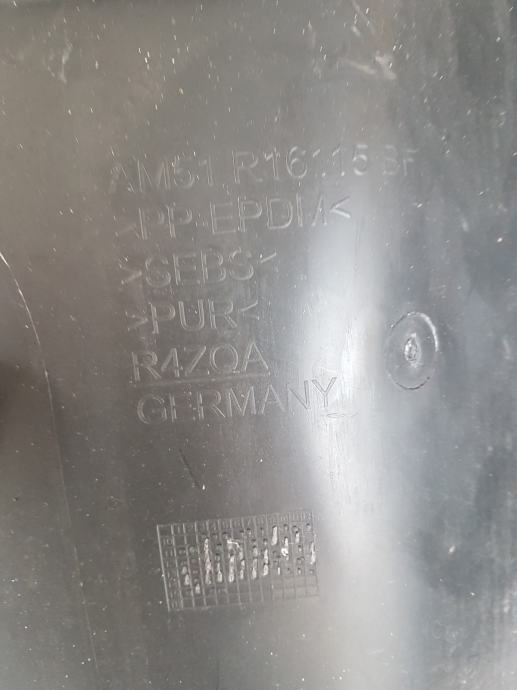 AM51 R16115 BF
>PP-EPDM<
>SEBS<
>PUR<
R4ZQA
GERMANY